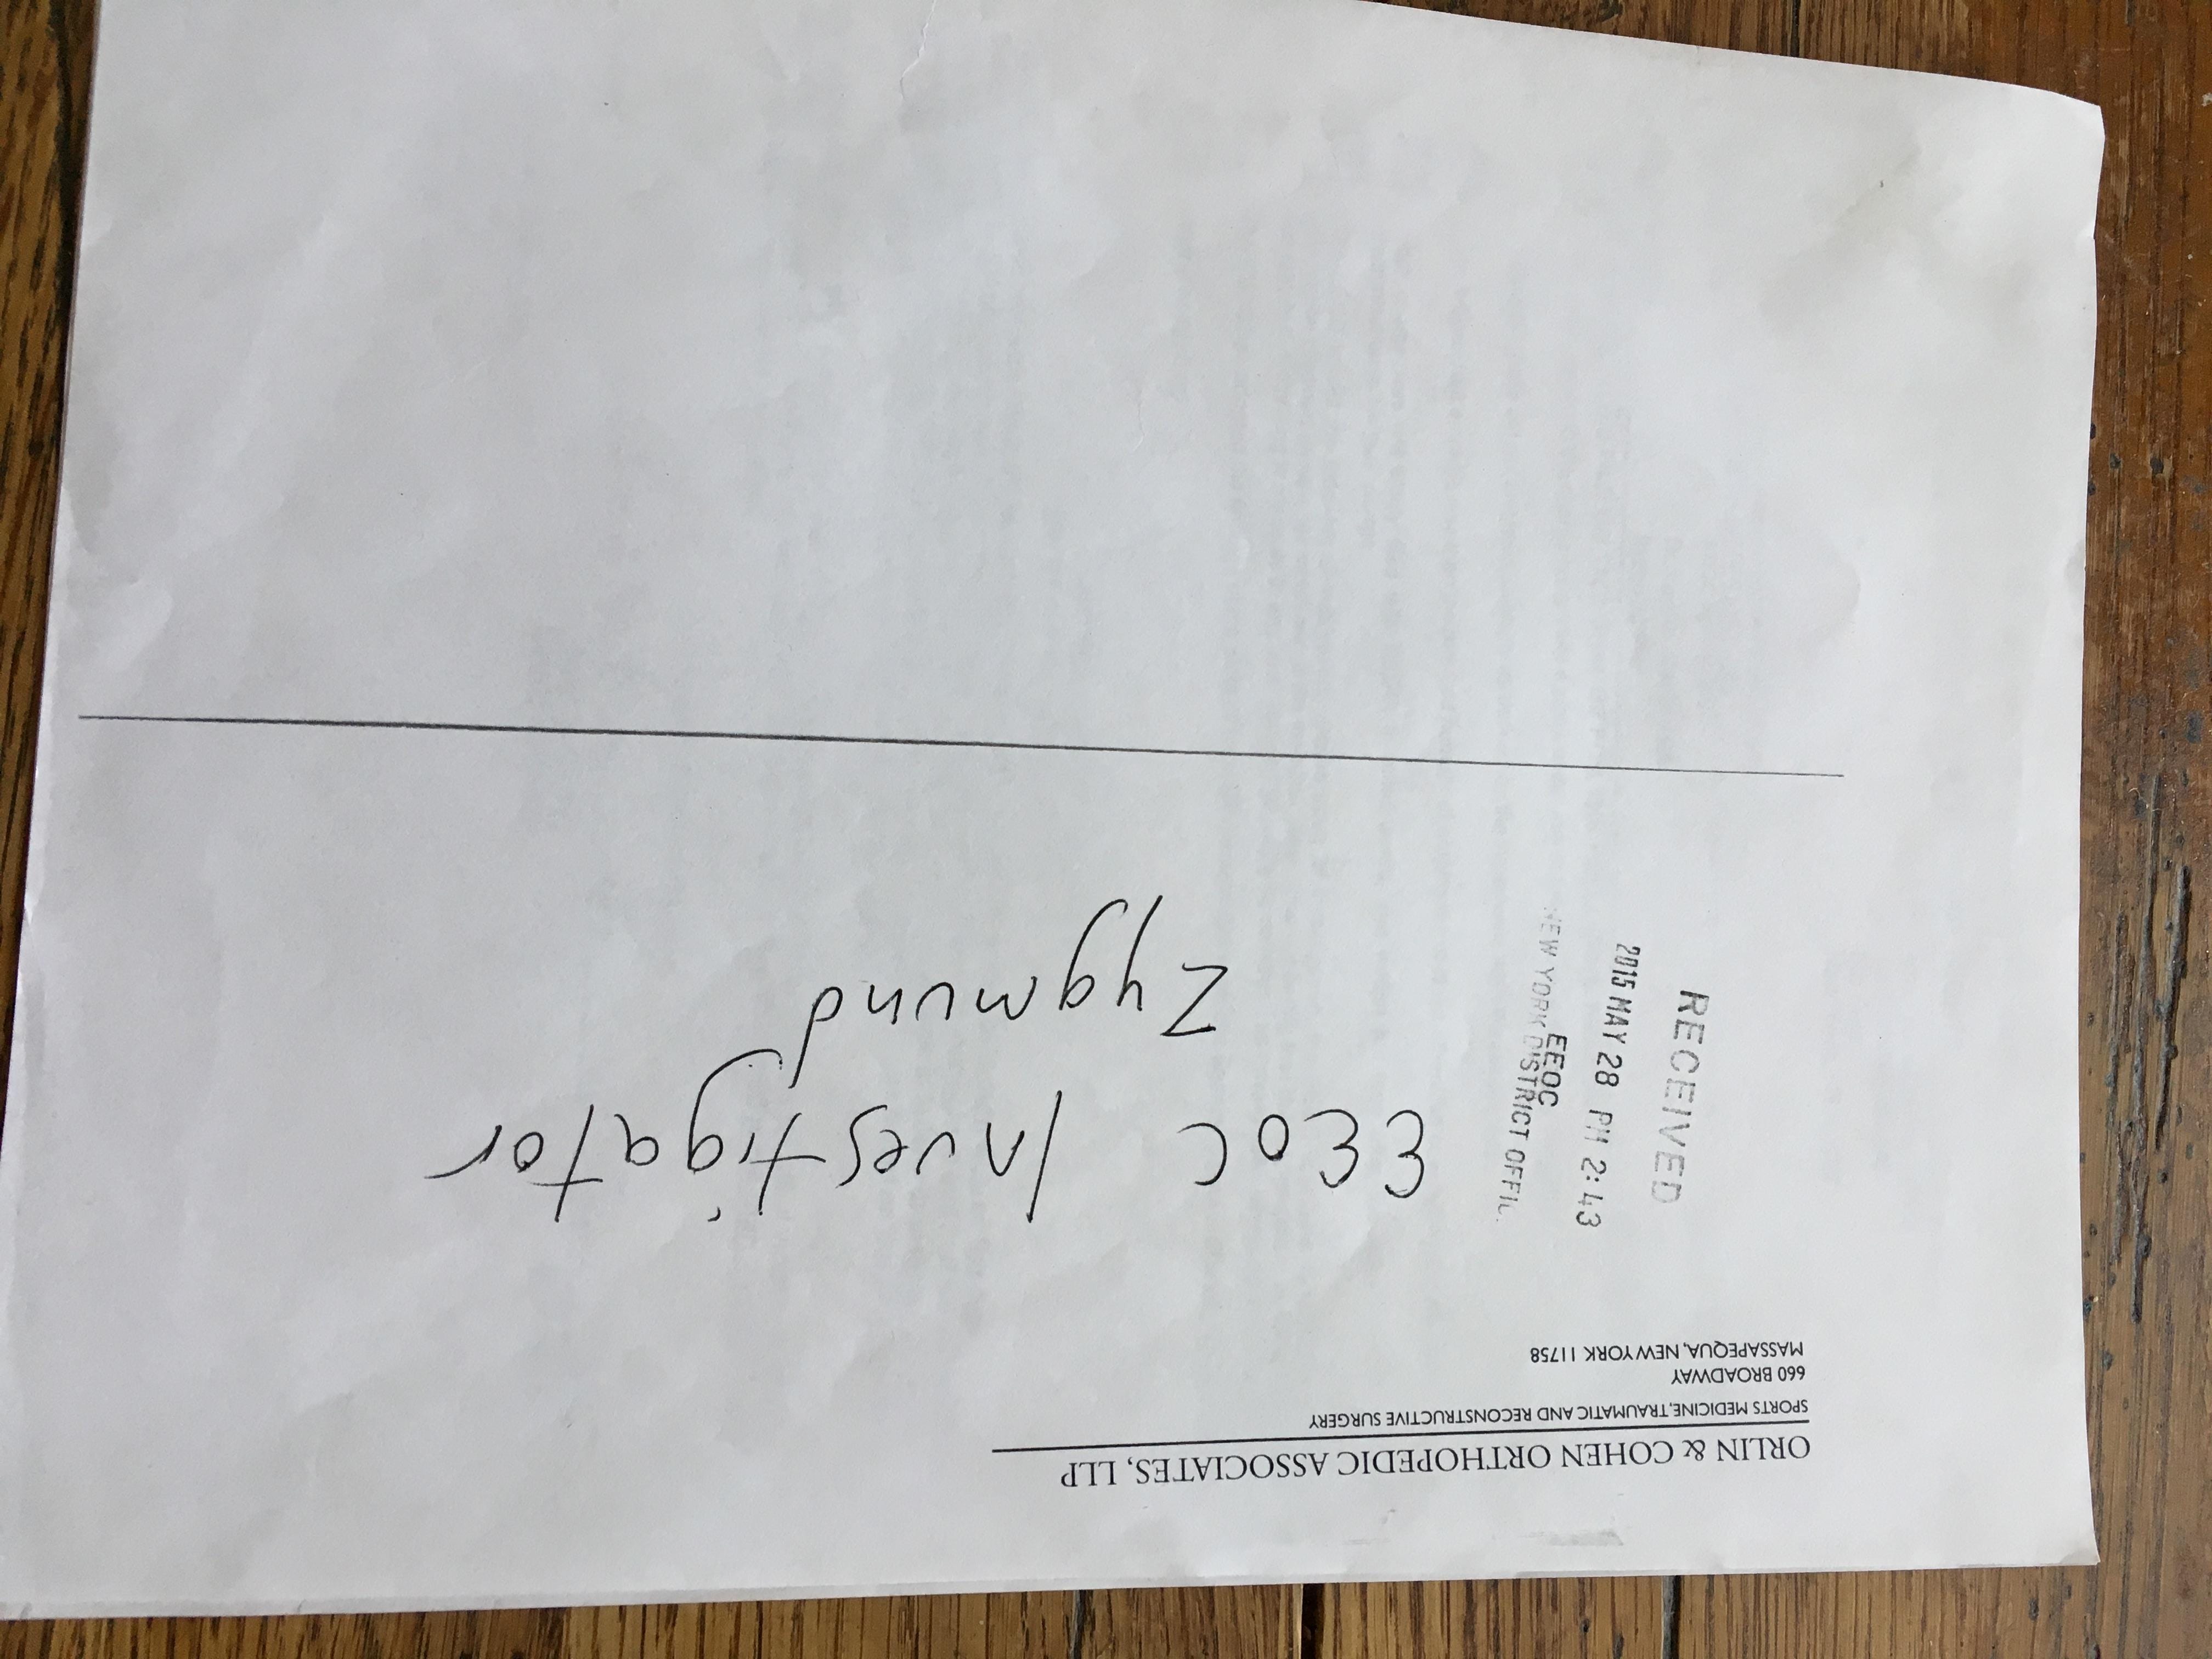 ORLIN & COHEN ORTHOPEDIC ASSOCIATES, LLP
SPORTS MEDICINE, TRAUMATIC AND RECONSTRUCTIVE SURGERY
660 BROADWAY
MASSAPEQUA, NEW YORK 11758
RECEIVED
2015 MAY 28 PM 2:43
EEOC
NEW YORK DISTRICT OFFIC
EEOC Investigator
Zygmund